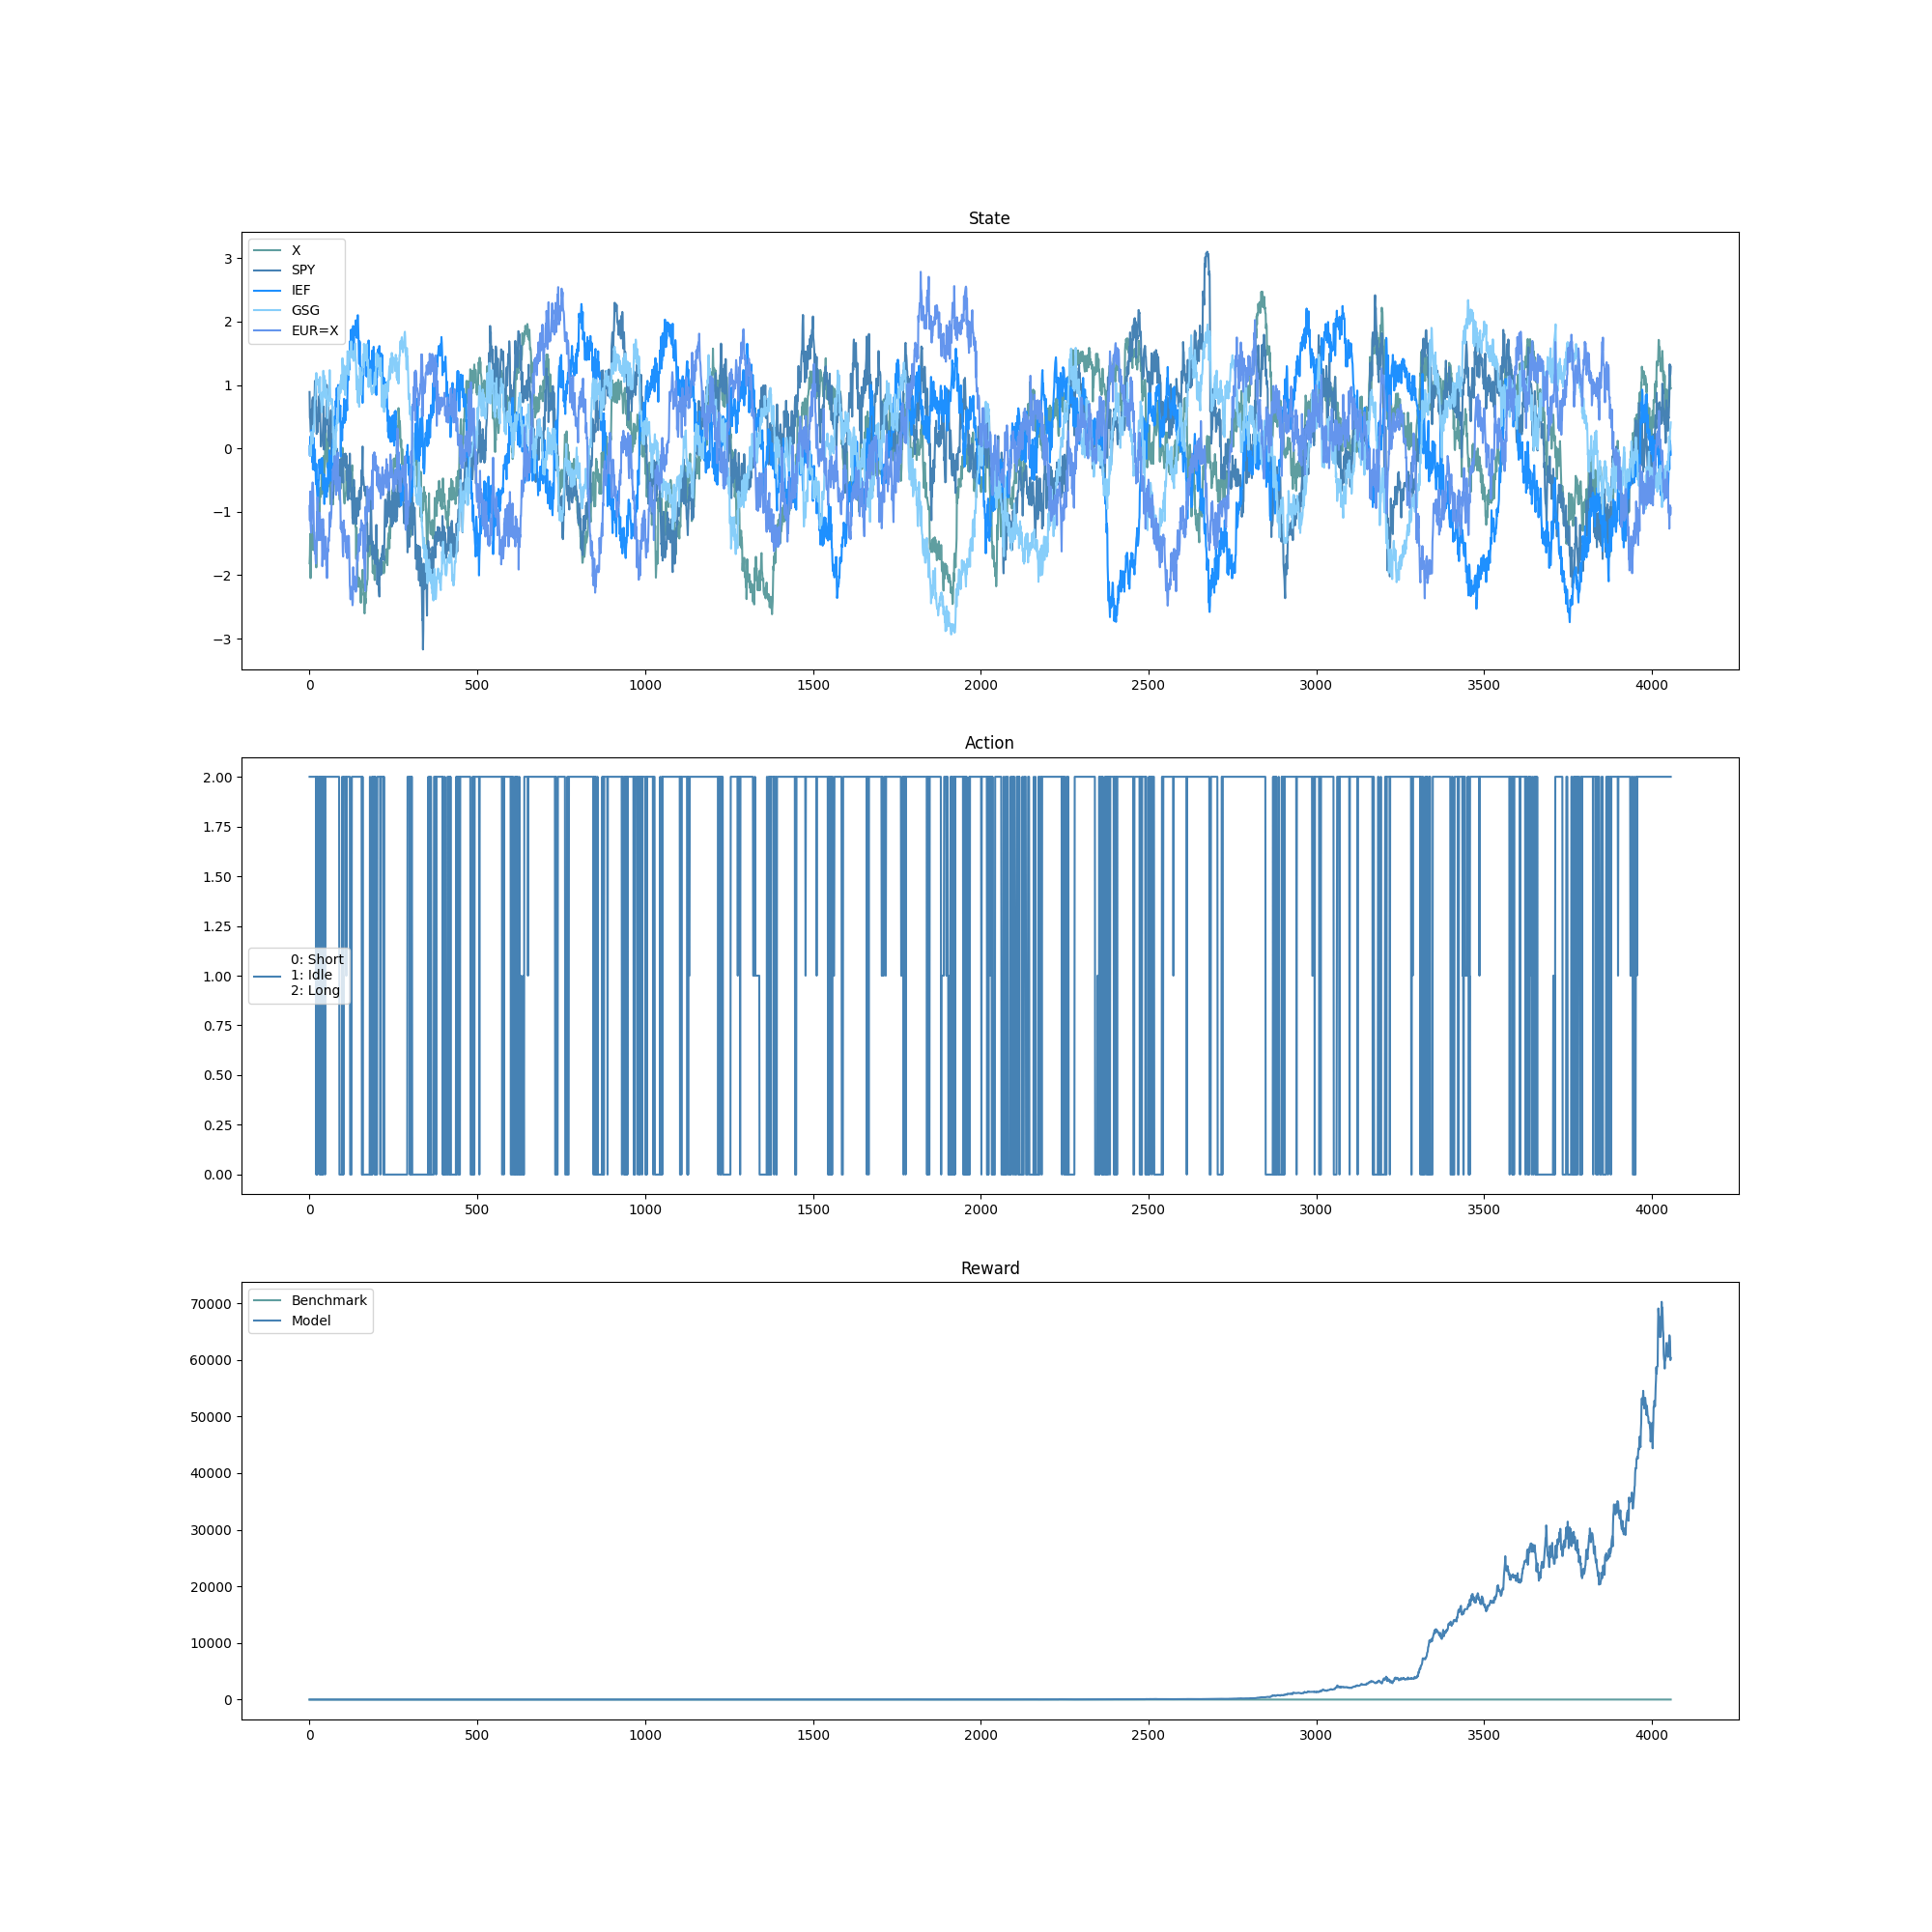 State
X
SPY
IEF
GSG
EUR=X
3
2
1
0
−1
−2
−3
0 500 1000 1500 2000 2500 3000 3500 4000
Action
2.00
1.75
1.50
1.25
1.00
0.75
0.50
0.25
0.00
0: Short
1: Idle
2: Long
0 500 1000 1500 2000 2500 3000 3500 4000
Reward
Benchmark
Model
70000
60000
50000
40000
30000
20000
10000
0
0 500 1000 1500 2000 2500 3000 3500 4000